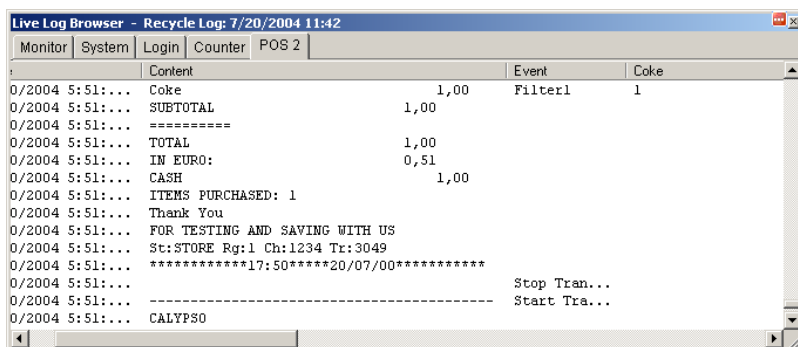 Live Log Browser - Recycle Log: 7/20/2004 11:42
Monitor System Login Counter POS 2
: Content Event Coke
0/2004 5:51:... Coke 1,00 Filter1 1
0/2004 5:51:... SUBTOTAL 1,00
0/2004 5:51:... ==========
0/2004 5:51:... TOTAL 1,00
0/2004 5:51:... IN EURO: 0,51
0/2004 5:51:... CASH 1,00
0/2004 5:51:... ITEMS PURCHASED: 1
0/2004 5:51:... Thank You
0/2004 5:51:... FOR TESTING AND SAVING WITH US
0/2004 5:51:... St:STORE Rg:1 Ch:1234 Tr:3049
0/2004 5:51:... ************17:50*****20/07/00***********
0/2004 5:51:... Stop Tran...
0/2004 5:51:... ----------------------------------------- Start Tra...
0/2004 5:51:... CALYPSO